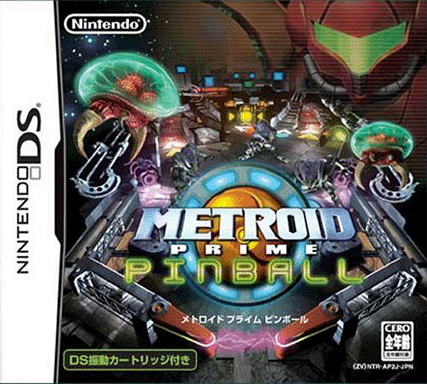 Nintendo
NINTENDO DS
METROID
PRIME
PINBALL
メトロイド プライム ピンボール
DS振動カートリッジ付き
CERO
全年齢
(ZV) NTR-AP2J-JPN